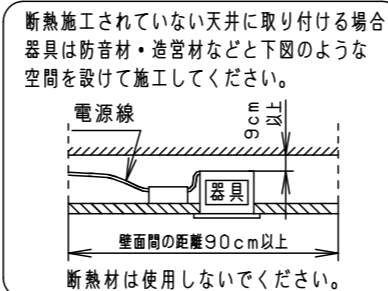 断熱施工されていない天井に取り付ける場合
器具は防音材・造営材などと下図のような
空間を設けて施工してください。
電源線
9cm
以上
器具
壁面間の距離90cm以上
断熱材は使用しないでください。